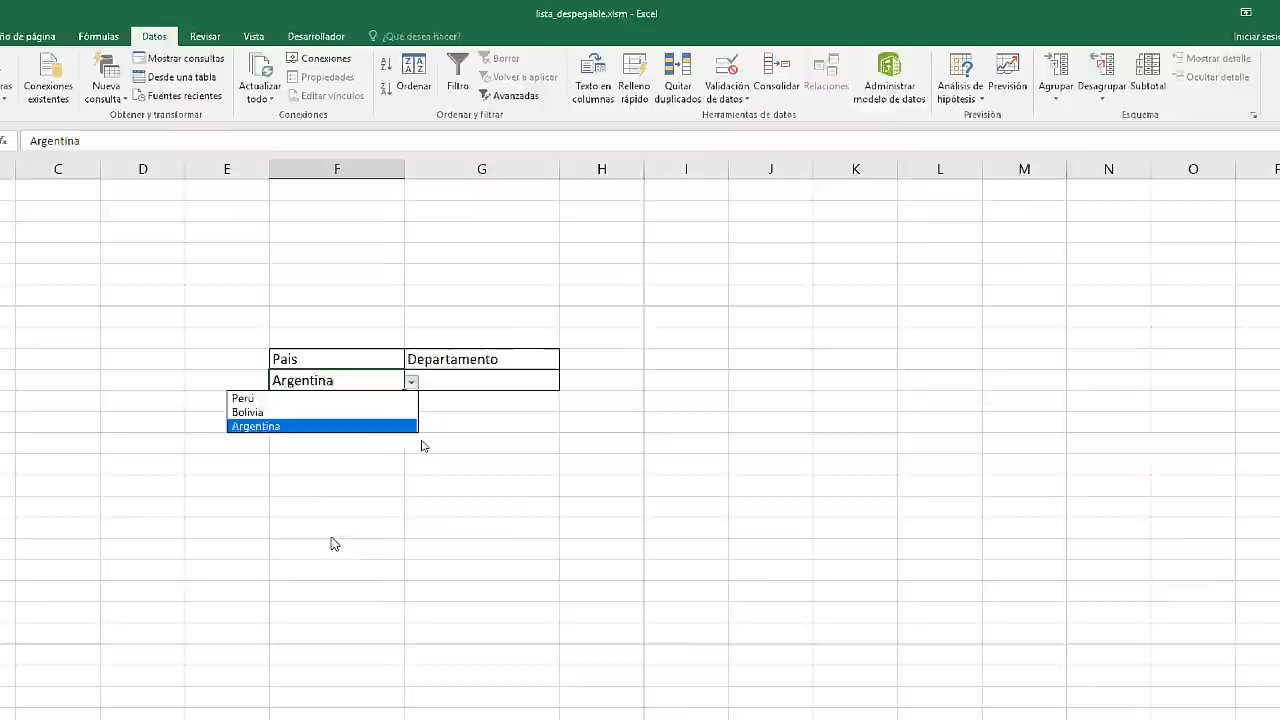 lista_despegable.xlsm - Excel
ño de página Fórmulas Datos Revisar Vista Desarrollador ¿Qué desea hacer? Iniciar sesi
Conexiones existentes
Nueva consulta
Mostrar consultas
Desde un tabla
Fuentes recientes
Obtener y transformar
Actualizar todo
Conexiones
Propiedades
Editar vínculos
Conexiones
Ordenar
Filtro
Borrar
Volver a aplicar
Avanzadas
Ordenar y filtrar
Texto en columnas
Relleno rápido
Quitar duplicados
Validación de datos
Consolidar
Relaciones
Administrar modelo de datos
Herramientas de datos
Análisis de hipótesis
Previsión
Previsión
Agrupar
Desagrupar
Subtotal
Mostrar detalle
Ocultar detalle
Esquema
fx Argentina
C D E F G H I J K L M N O P
Pais Departamento
Argentina
Perú
Bolivia
Argentina